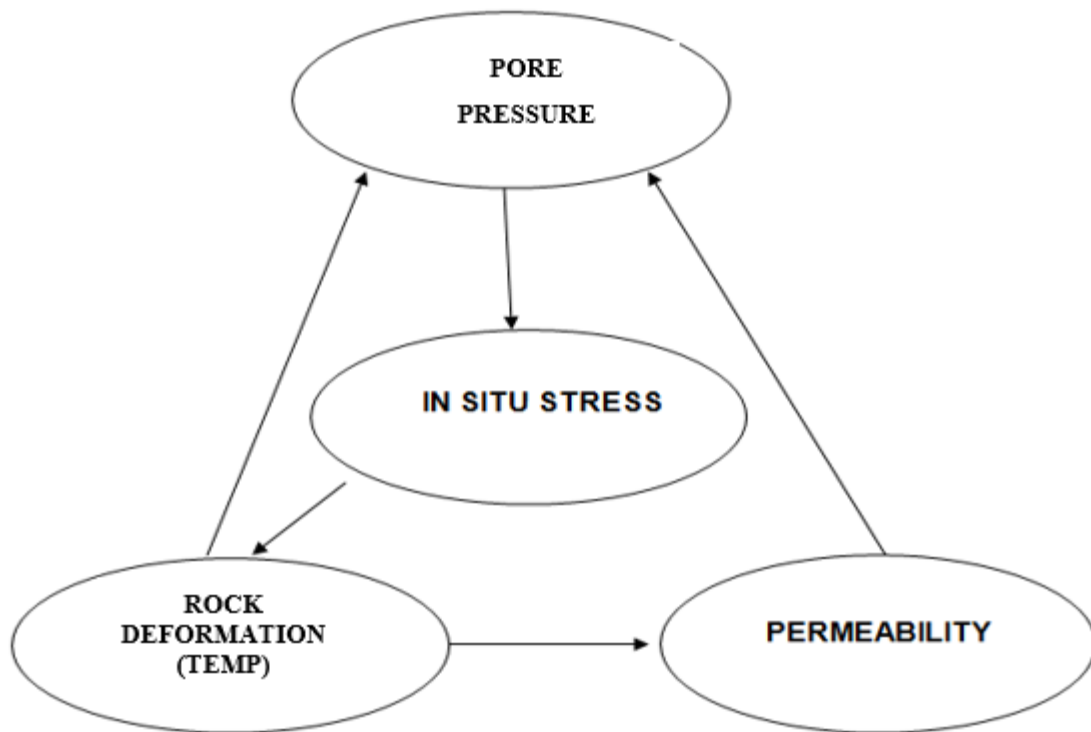 PORE
PRESSURE
IN SITU STRESS
ROCK
DEFORMATION
(TEMP)
PERMEABILITY